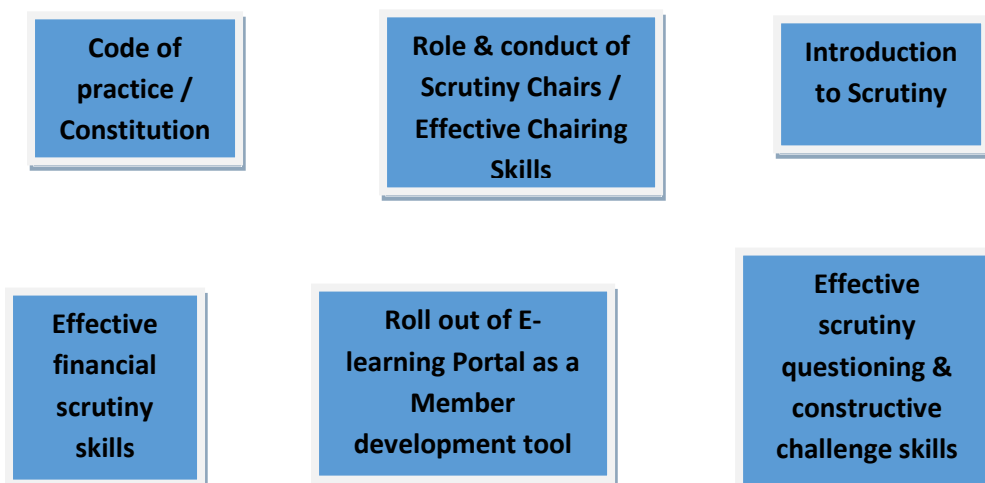 Code of
practice /
Constitution
Role & conduct of
Scrutiny Chairs /
Effective Chairing
Skills
Introduction
to Scrutiny
Effective
financial
scrutiny
skills
Roll out of E-
learning Portal as a
Member
development tool
Effective
scrutiny
questioning &
constructive
challenge skills